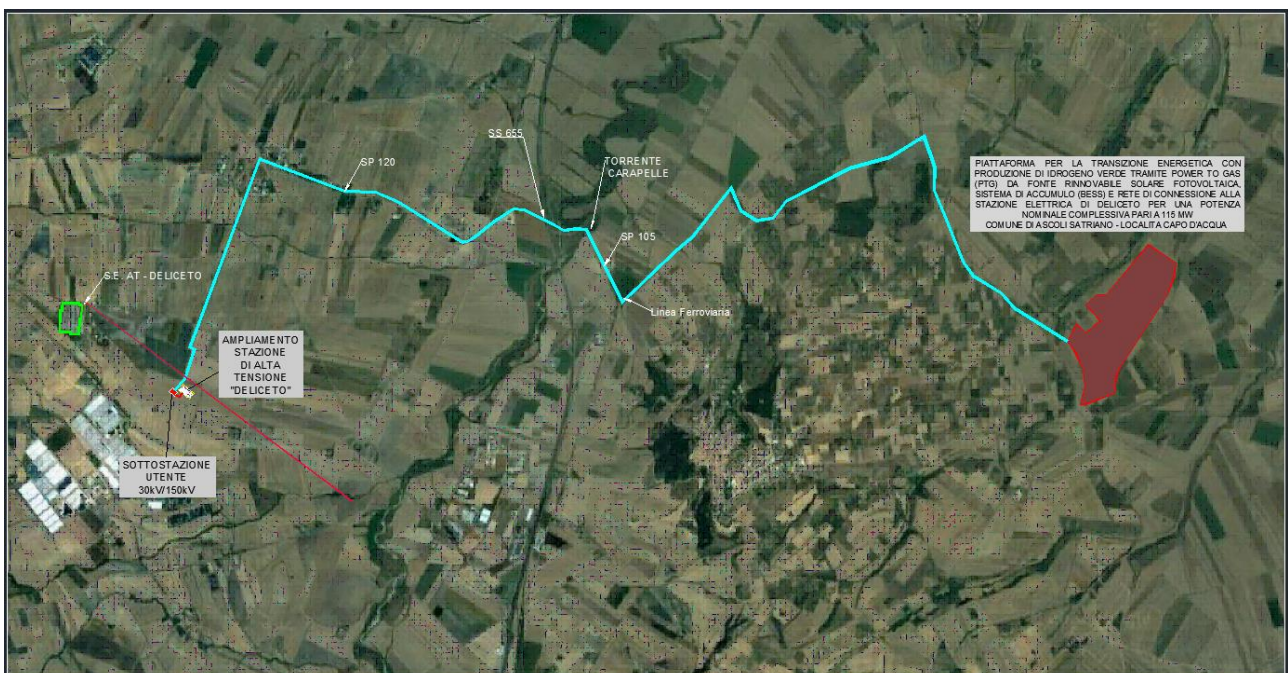 SS 655
SP 120
TORRENTE
CARAPELLE
PIATTAFORMA PER LA TRANSIZIONE ENERGETICA CON
PRODUZIONE DI IDROGENO VERDE TRAMITE POWER TO GAS
(PTG) DA FONTE RINNOVABILE SOLARE FOTOVOLTAICA,
SISTEMA DI ACCUMULO (BESS) E RETE DI CONNESSIONE ALLA
STAZIONE ELETTRICA DI DELICETO PER UNA POTENZA
NOMINALE COMPLESSIVA PARI A 115 MW
COMUNE DI ASCOLI SATRIANO - LOCALITA CAPO D'ACQUA
SP 105
S.E. AT - DELICETO
Linea Ferroviaria
AMPLIAMENTO
STAZIONE
DI ALTA
TENSIONE
"DELICETO"
SOTTOSTAZIONE
UTENTE
30kV/150kV